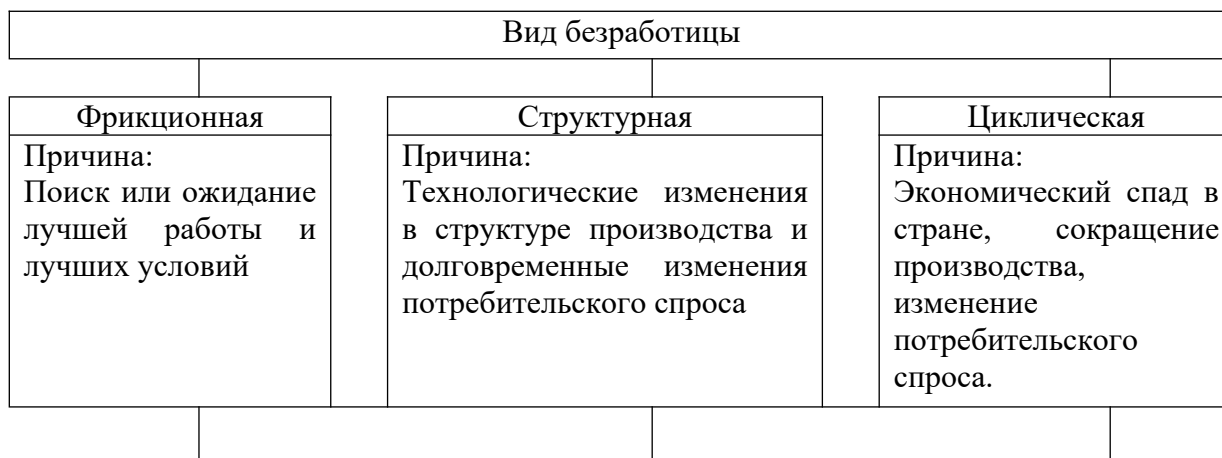 Вид безработицы
Фрикционная
Причина:
Поиск или ожидание
лучшей работы и
лучших условий
Структурная
Причина:
Технологические изменения
в структуре производства и
долговременные изменения
потребительского спроса
Циклическая
Причина:
Экономический спад в
стране, сокращение
производства,
изменение
потребительского
спроса.